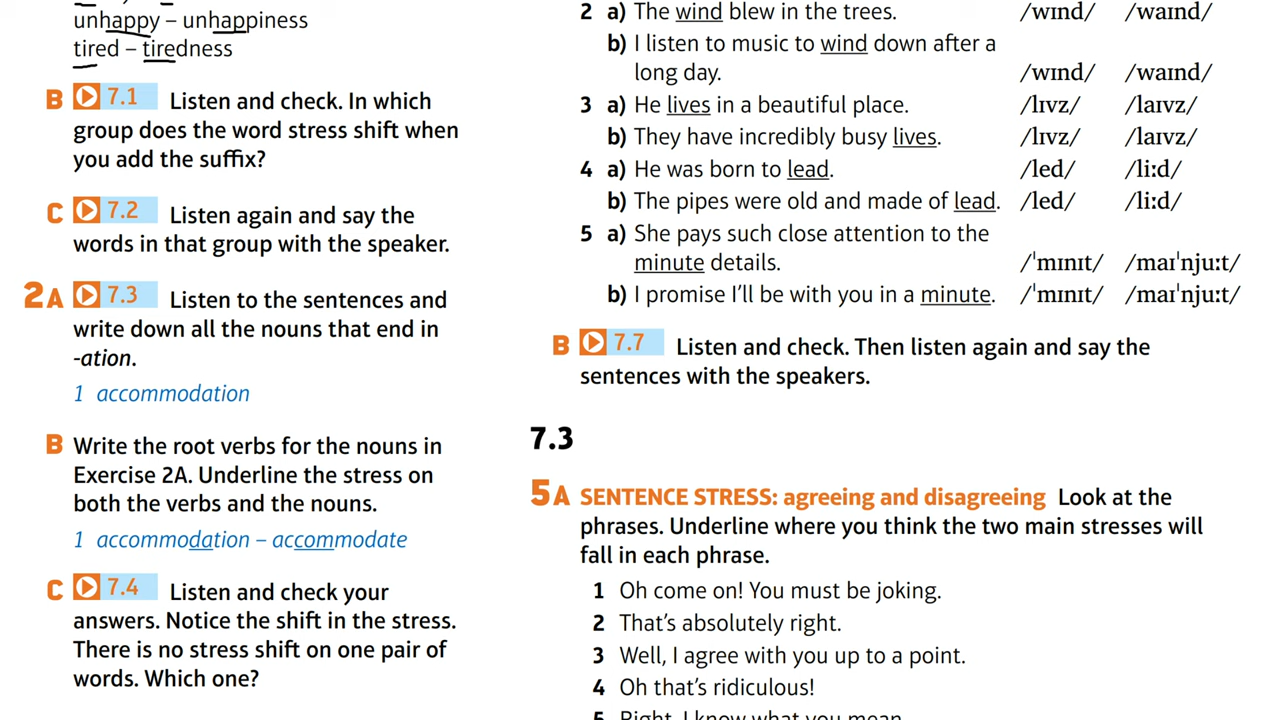 unhappy – unhappiness
tired – tiredness
B 7.1 Listen and check. In which
group does the word stress shift when
you add the suffix?
C 7.2 Listen again and say the
words in that group with the speaker.
2A 7.3 Listen to the sentences and
write down all the nouns that end in
-ation.
1 accommodation
B Write the root verbs for the nouns in
Exercise 2A. Underline the stress on
both the verbs and the nouns.
1 accommodation – accommodate
C 7.4 Listen and check your
answers. Notice the shift in the stress.
There is no stress shift on one pair of
words. Which one?
2 a) The wind blew in the trees. /wɪnd/ /waɪnd/
b) I listen to music to wind down after a
long day. /wɪnd/ /waɪnd/
3 a) He lives in a beautiful place. /lɪvz/ /laɪvz/
b) They have incredibly busy lives. /lɪvz/ /laɪvz/
4 a) He was born to lead. /led/ /liːd/
b) The pipes were old and made of lead. /led/ /liːd/
5 a) She pays such close attention to the
minute details. /ˈmɪnɪt/ /maɪˈnjuːt/
b) I promise I’ll be with you in a minute. /ˈmɪnɪt/ /maɪˈnjuːt/
B 7.7 Listen and check. Then listen again and say the
sentences with the speakers.
7.3
5A SENTENCE STRESS: agreeing and disagreeing Look at the
phrases. Underline where you think the two main stresses will
fall in each phrase.
1 Oh come on! You must be joking.
2 That’s absolutely right.
3 Well, I agree with you up to a point.
4 Oh that’s ridiculous!
5 Right, I know what you mean